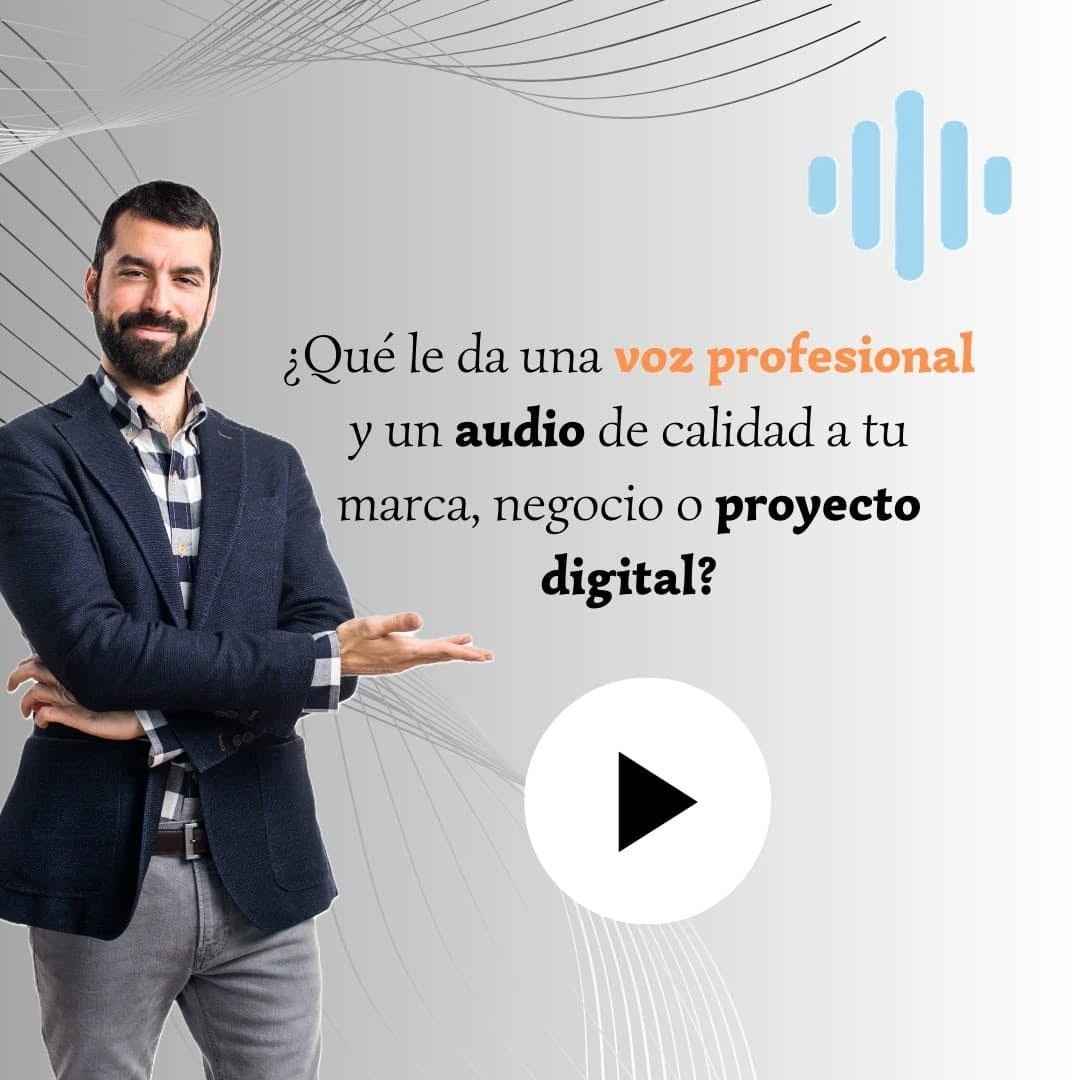 ¿Qué le da una voz profesional
y un audio de calidad a tu
marca, negocio o proyecto
digital?